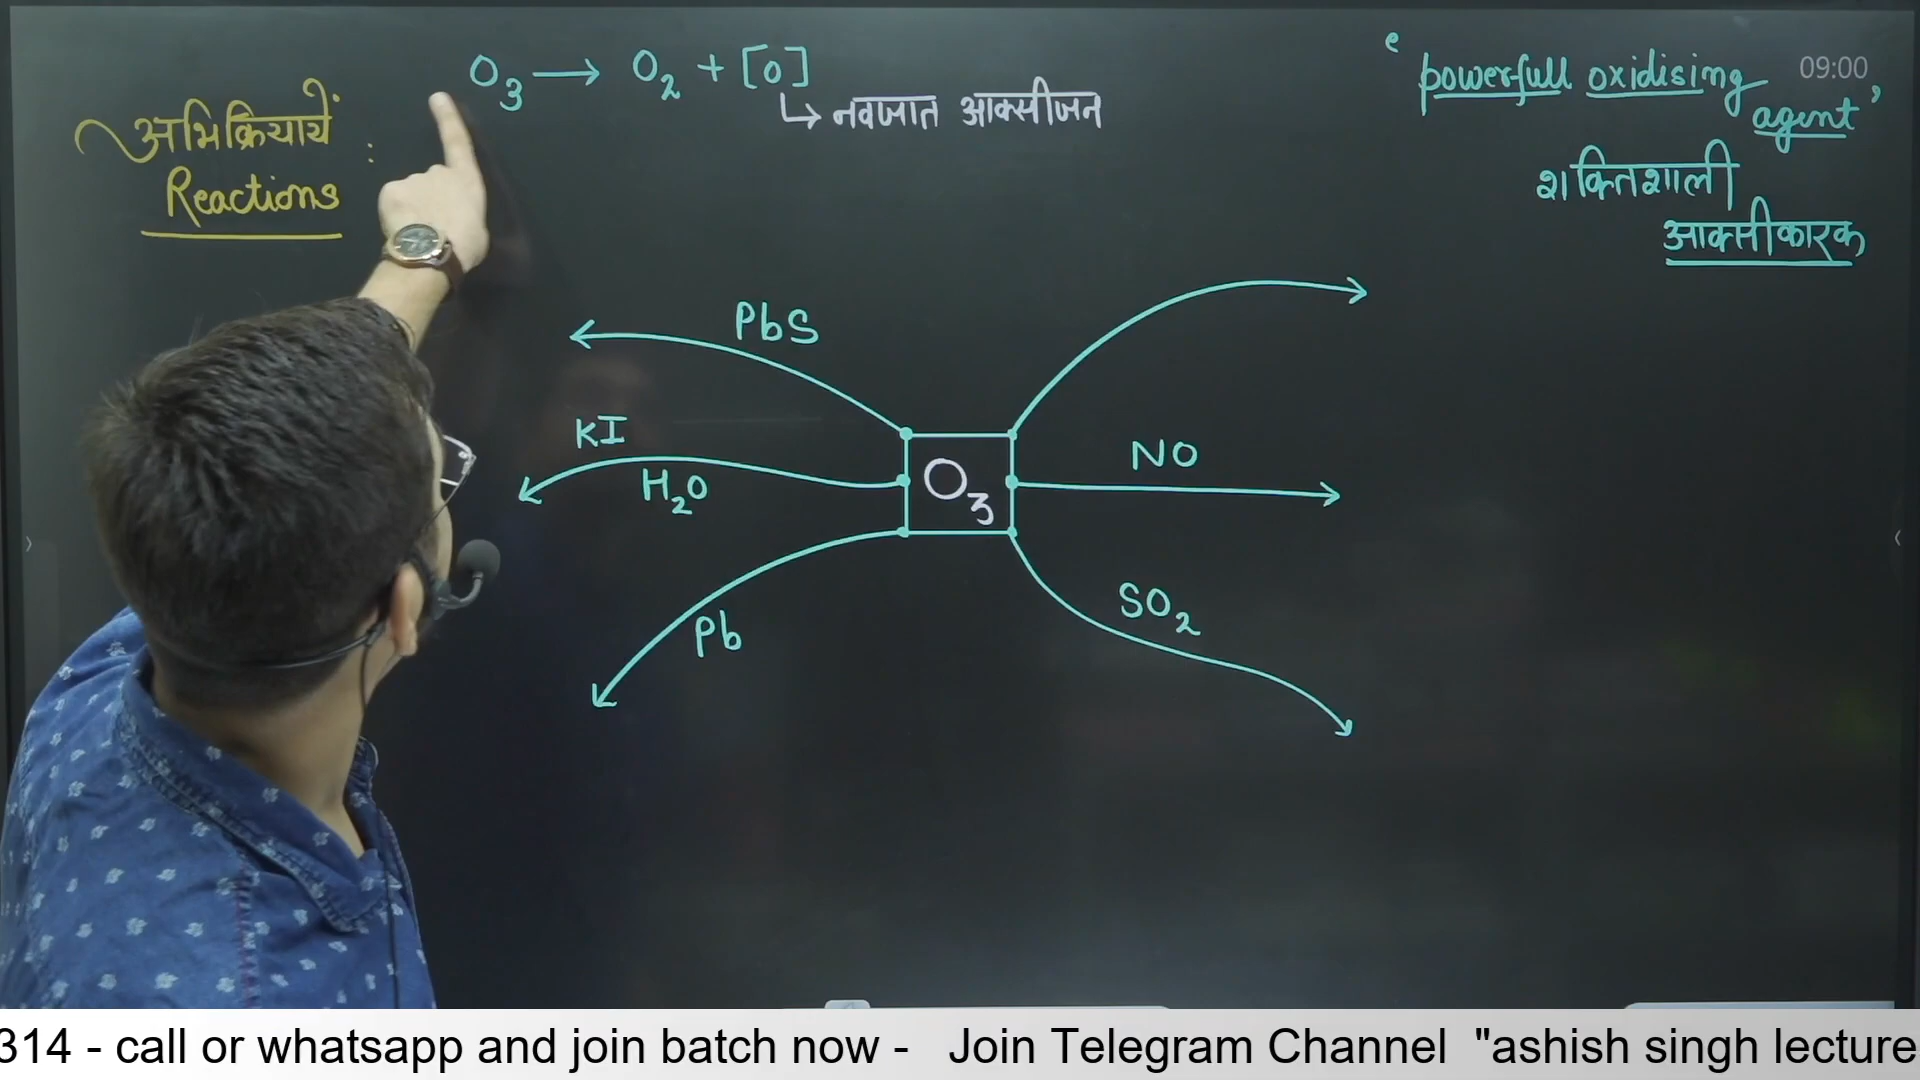 O3 → O2 + [O]
↳ नवजात आक्सीजन
अभिक्रियायें :
Reactions
09:00
‘powerfull oxidising
agent’
शक्तिशाली
आक्सीकारक
PbS
KI
H2O
Pb
O3
NO
SO2
314 - call or whatsapp and join batch now - Join Telegram Channel "ashish singh lecture